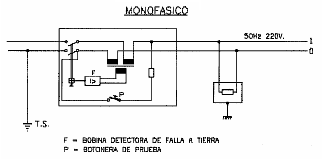 MONOFASICO
50Hz 220V.
1
0
F
I>
P
T.S.
F = BOBINA DETECTORA DE FALLA A TIERRA
P = BOTONERA DE PRUEBA